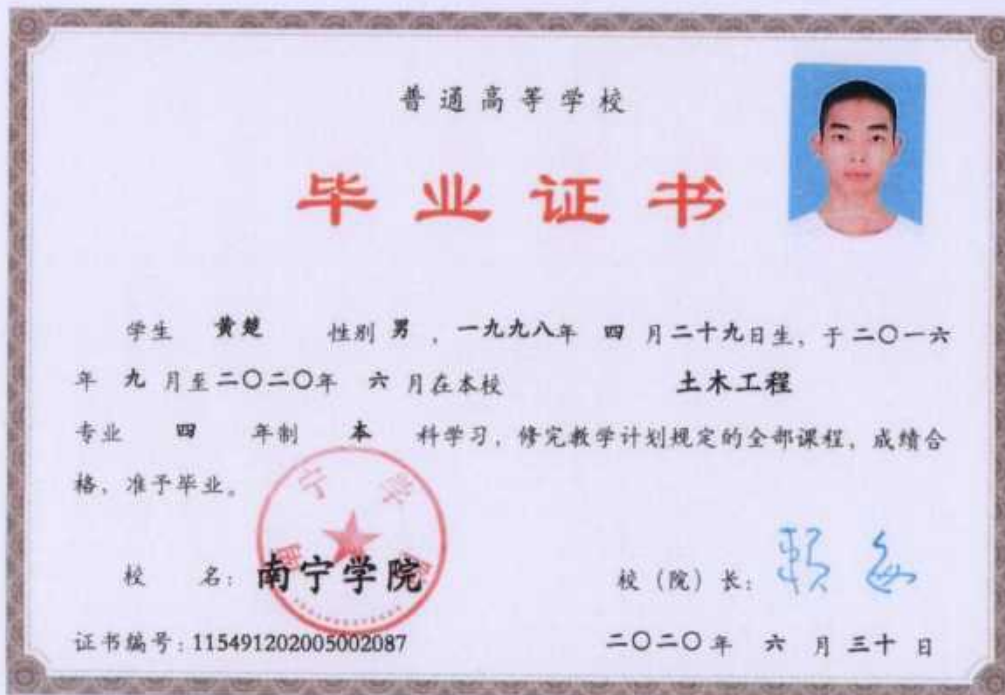 普通高等学校
毕业证书
学生 黄楚 性别 男 ，一九九八年 四 月二十九日生，于二〇一六
年 九 月至二〇二〇年 六 月在本校 土木工程
专业 四 年制 本 科学习，修完教学计划规定的全部课程，成绩合
格，准予毕业。
校 名：南宁学院
校（院）长：
证书编号：115491202005002087
二〇二〇年 六 月 三十 日